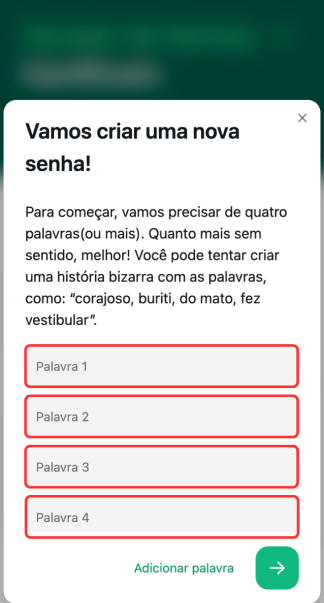 Vamos criar uma nova
senha!
Para começar, vamos precisar de quatro
palavras(ou mais). Quanto mais sem
sentido, melhor! Você pode tentar criar
uma história bizarra com as palavras,
como: “corajoso, buriti, do mato, fez
vestibular”.
Palavra 1
Palavra 2
Palavra 3
Palavra 4
Adicionar palavra